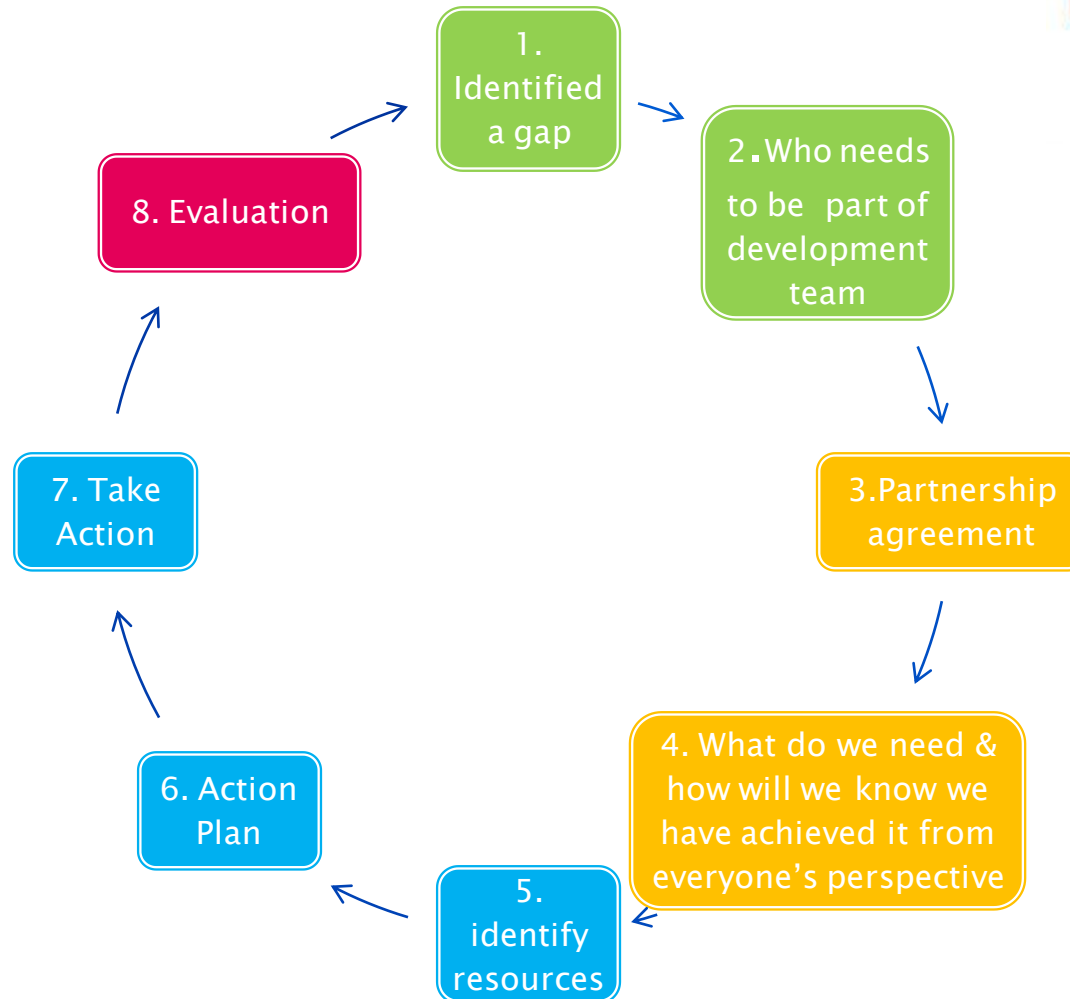 1.
Identified
a gap
2.Who needs
to be part of
development
team
3.Partnership
agreement
4. What do we need &
how will we know we
have achieved it from
everyone’s perspective
5.
identify
resources
6. Action
Plan
7. Take
Action
8. Evaluation